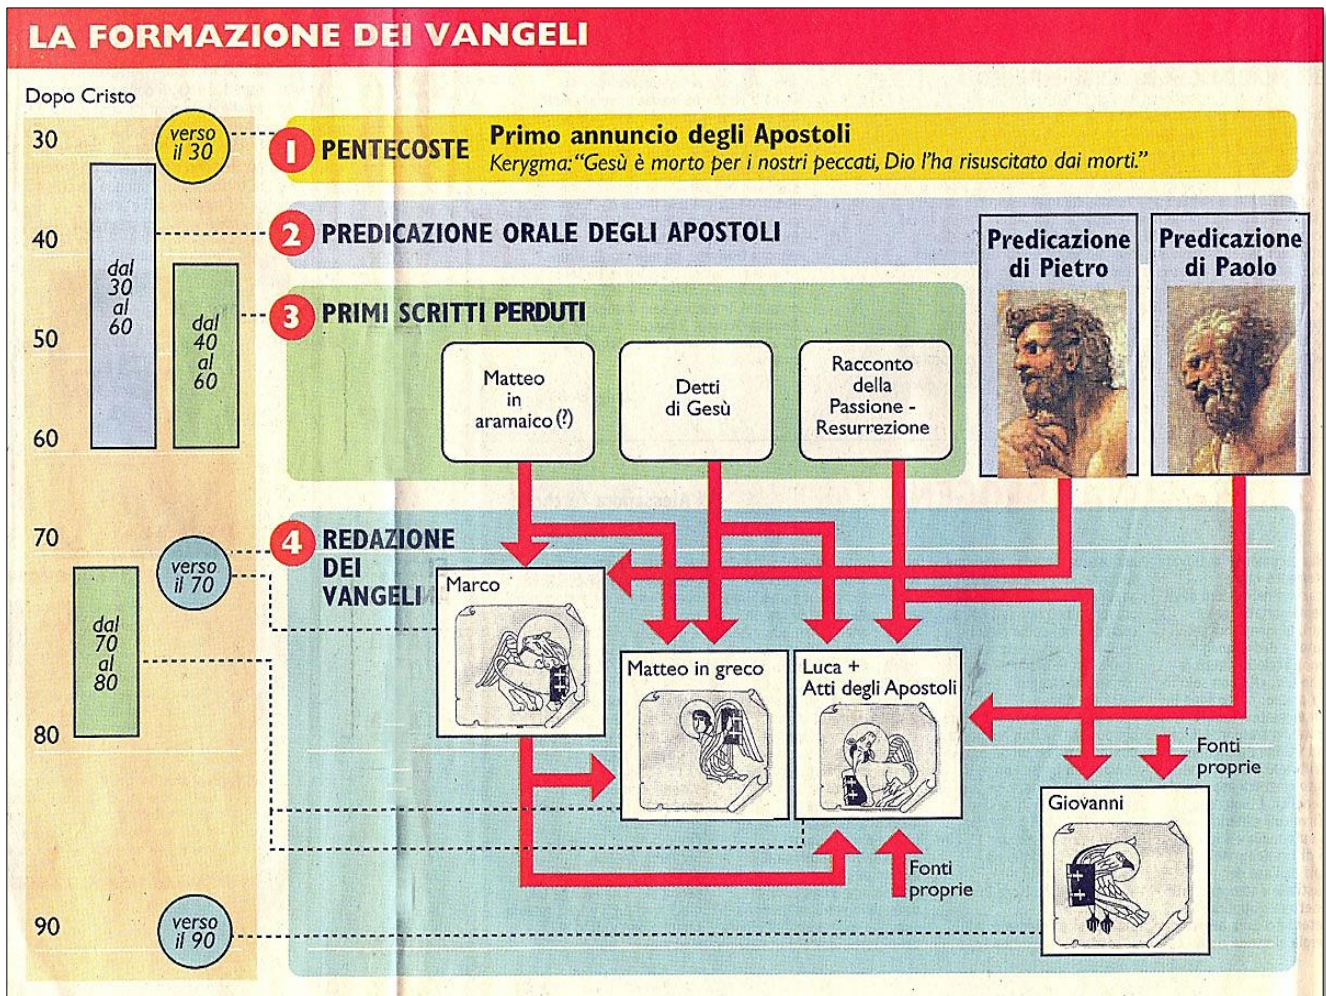 LA FORMAZIONE DEI VANGELI
Dopo Cristo
30
40
50
60
70
80
90
verso
il 30
dal
30
al
60
dal
40
al
60
verso
il 70
dal
70
al
80
verso
il 90
1 PENTECOSTE
Primo annuncio degli Apostoli
Kerygma: “Gesù è morto per i nostri peccati, Dio l’ha risuscitato dai morti.”
2 PREDICAZIONE ORALE DEGLI APOSTOLI
Predicazione
di Pietro
Predicazione
di Paolo
3 PRIMI SCRITTI PERDUTI
Matteo
in
aramaico (?)
Detti
di Gesù
Racconto
della
Passione -
Resurrezione
4 REDAZIONE
DEI
VANGELI
Marco
Matteo in greco
Luca +
Atti degli Apostoli
Fonti
proprie
Giovanni
Fonti
proprie